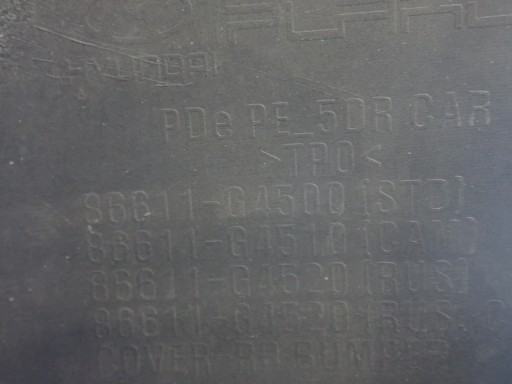 HYUNDAI
PDe PE_5DR CAR
>TPO<
86611-G4500 (STD)
86611-G4510 (CAM)
86611-G4520 (RUS)
COVER RR BUMPER